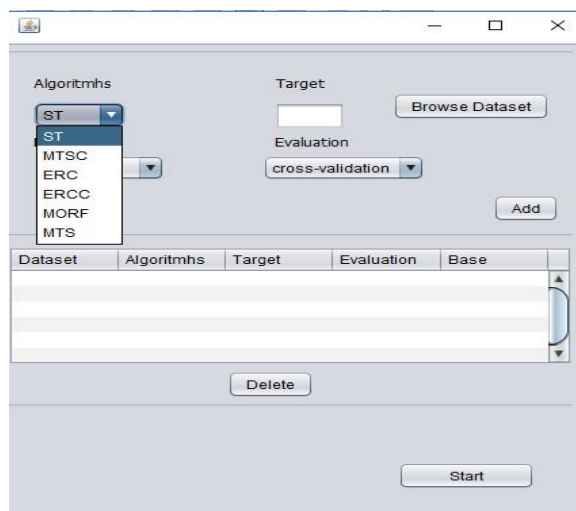 Algoritmhs Target
ST Browse Dataset
ST Evaluation
MTSC
ERC cross-validation
ERCC
MORF Add
MTS
Dataset Algoritmhs Target Evaluation Base
Delete
Start